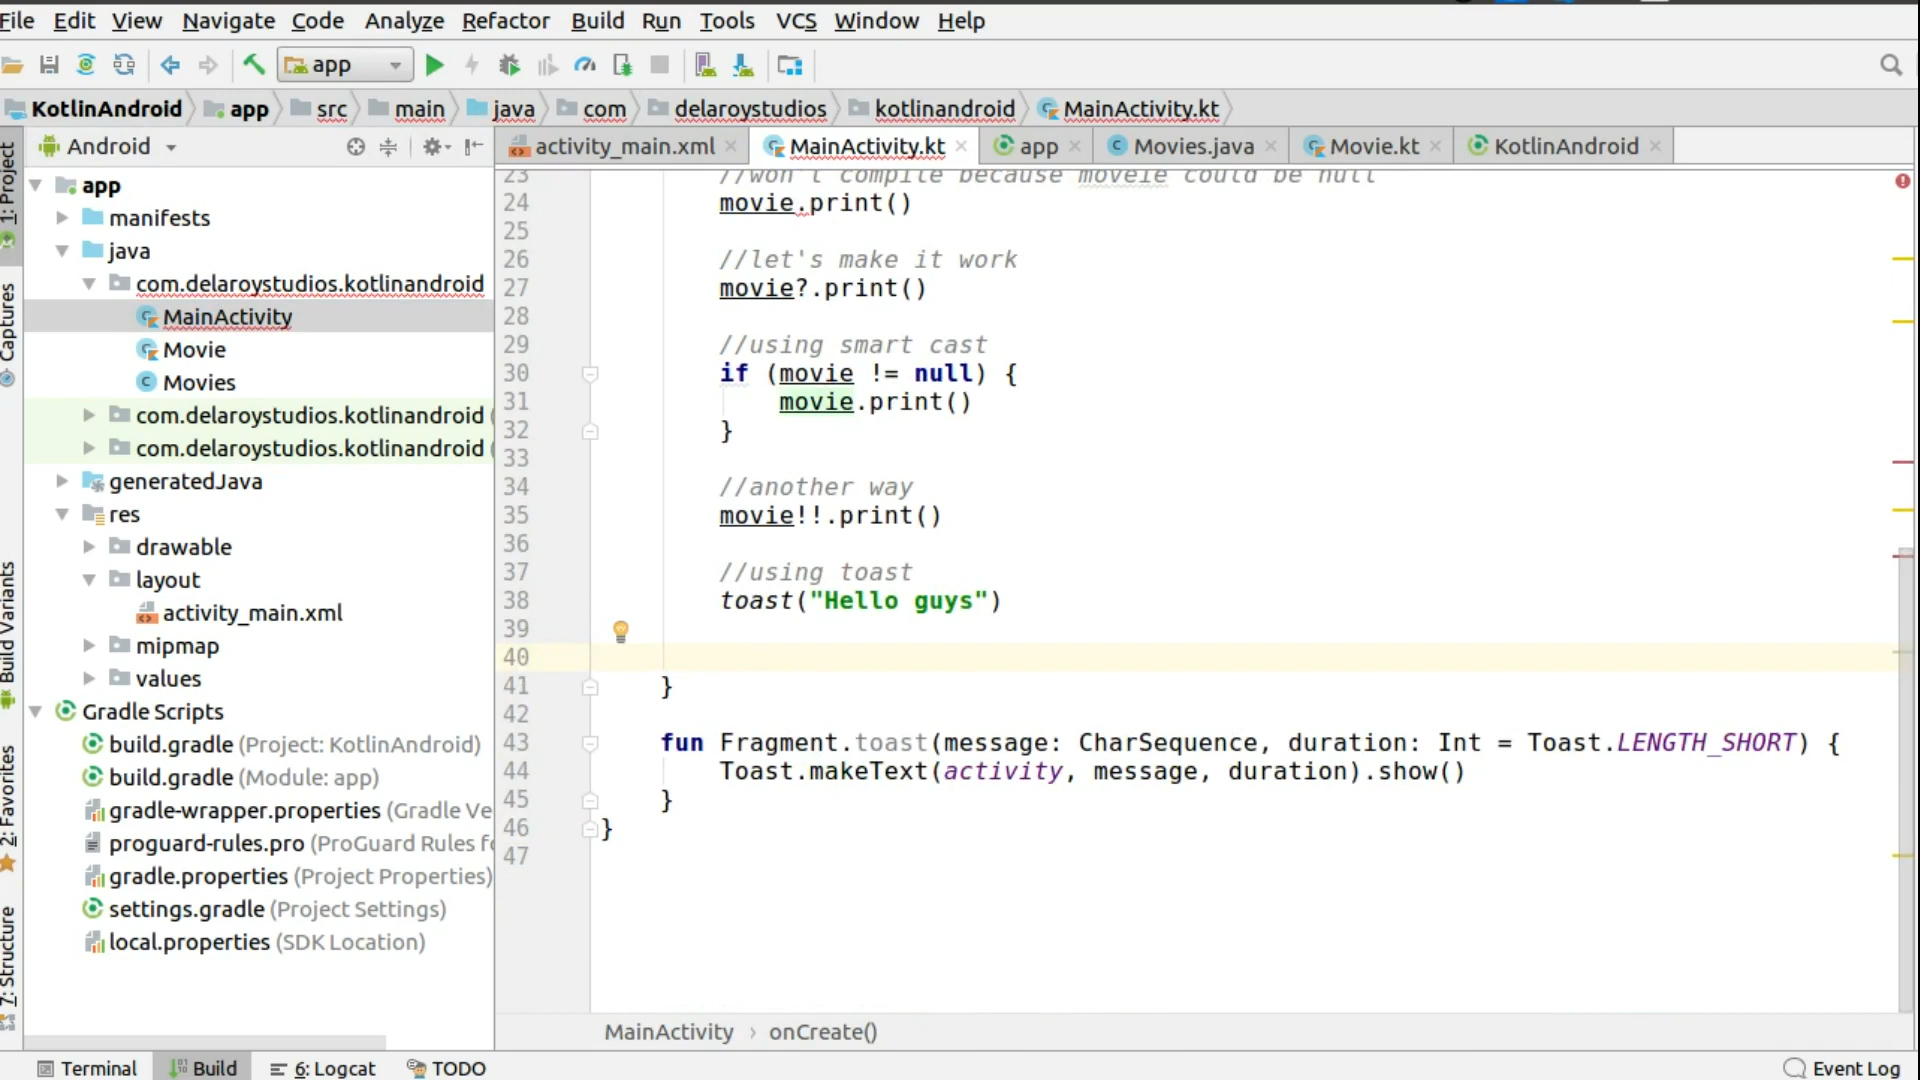 File Edit View Navigate Code Analyze Refactor Build Run Tools VCS Window Help
app
KotlinAndroid app src main java com delaroystudios kotlinandroid MainActivity.kt
Android
activity_main.xml MainActivity.kt app Movies.java Movie.kt KotlinAndroid
1: Project
Captures
Build Variants
2: Favorites
7: Structure
app
manifests
java
com.delaroystudios.kotlinandroid
MainActivity
Movie
Movies
com.delaroystudios.kotlinandroid (
com.delaroystudios.kotlinandroid (
generatedJava
res
drawable
layout
activity_main.xml
mipmap
values
Gradle Scripts
build.gradle (Project: KotlinAndroid)
build.gradle (Module: app)
gradle-wrapper.properties (Gradle Ve
proguard-rules.pro (ProGuard Rules fo
gradle.properties (Project Properties)
settings.gradle (Project Settings)
local.properties (SDK Location)
23 //won't compile because moveie could be null
24 movie.print()
25
26 //let's make it work
27 movie?.print()
28
29 //using smart cast
30 if (movie != null) {
31 movie.print()
32 }
33
34 //another way
35 movie!!.print()
36
37 //using toast
38 toast("Hello guys")
39
40
41 }
42
43 fun Fragment.toast(message: CharSequence, duration: Int = Toast.LENGTH_SHORT) {
44 Toast.makeText(activity, message, duration).show()
45 }
46 }
47
MainActivity › onCreate()
Terminal Build 6: Logcat TODO Event Log